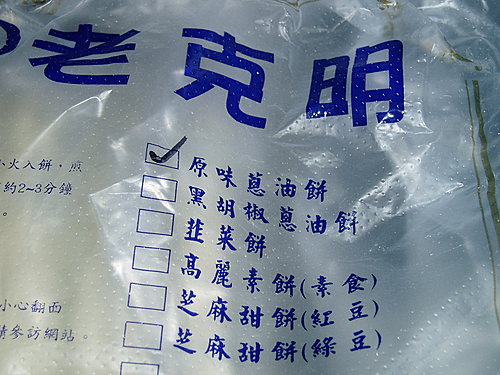 老克明
火入餅，煎
約2~3分鐘
。
小心翻面
請參訪網站。
原味蔥油餅
黑胡椒蔥油餅
韭菜餅
高麗素餅(素食)
芝麻甜餅(紅豆)
芝麻甜餅(綠豆)